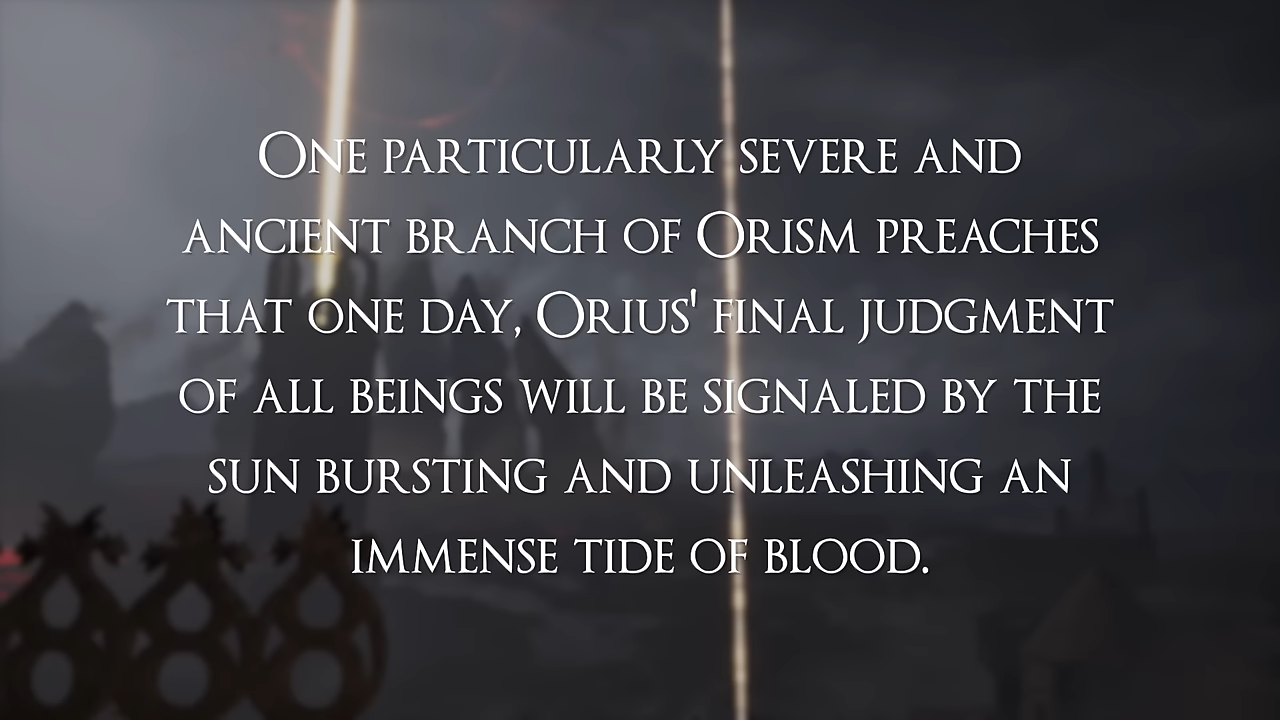 One particularly severe and
ancient branch of Orism preaches
that one day, Orius' final judgment
of all beings will be signaled by the
sun bursting and unleashing an
immense tide of blood.